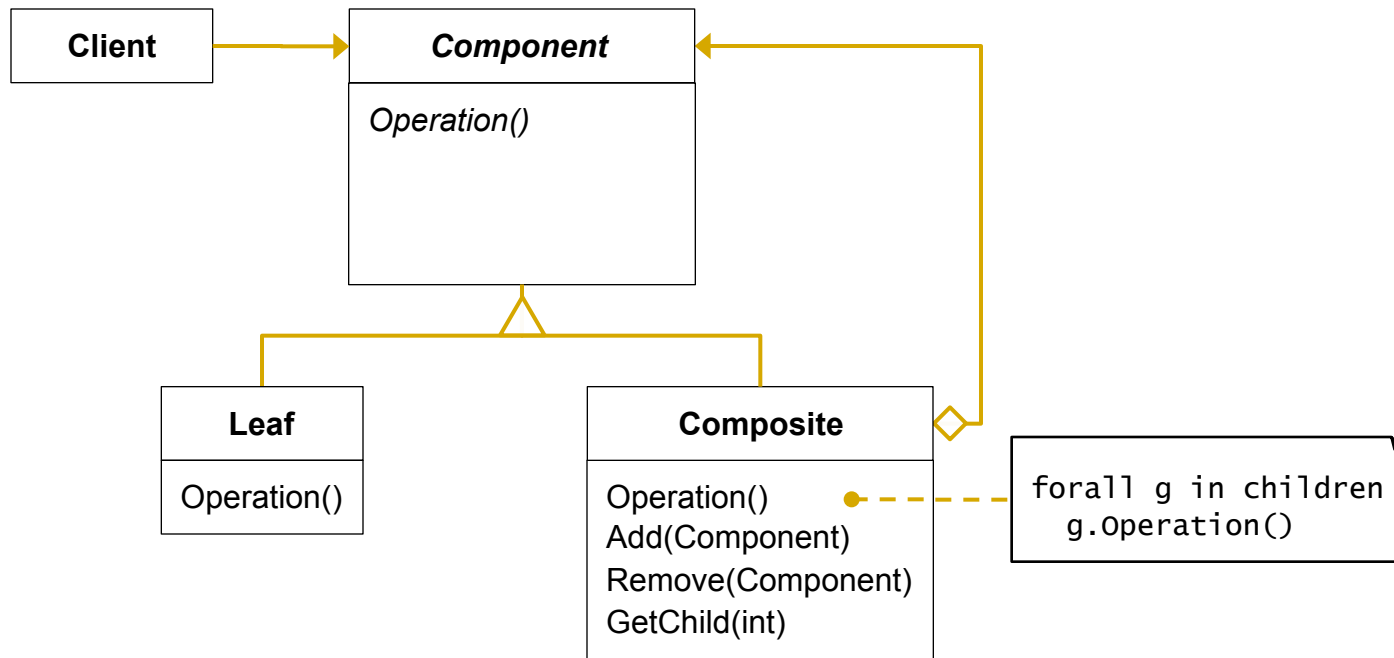 Client
Component
Operation()
Leaf
Operation()
Composite
Operation()
Add(Component)
Remove(Component)
GetChild(int)
forall g in children
g.Operation()